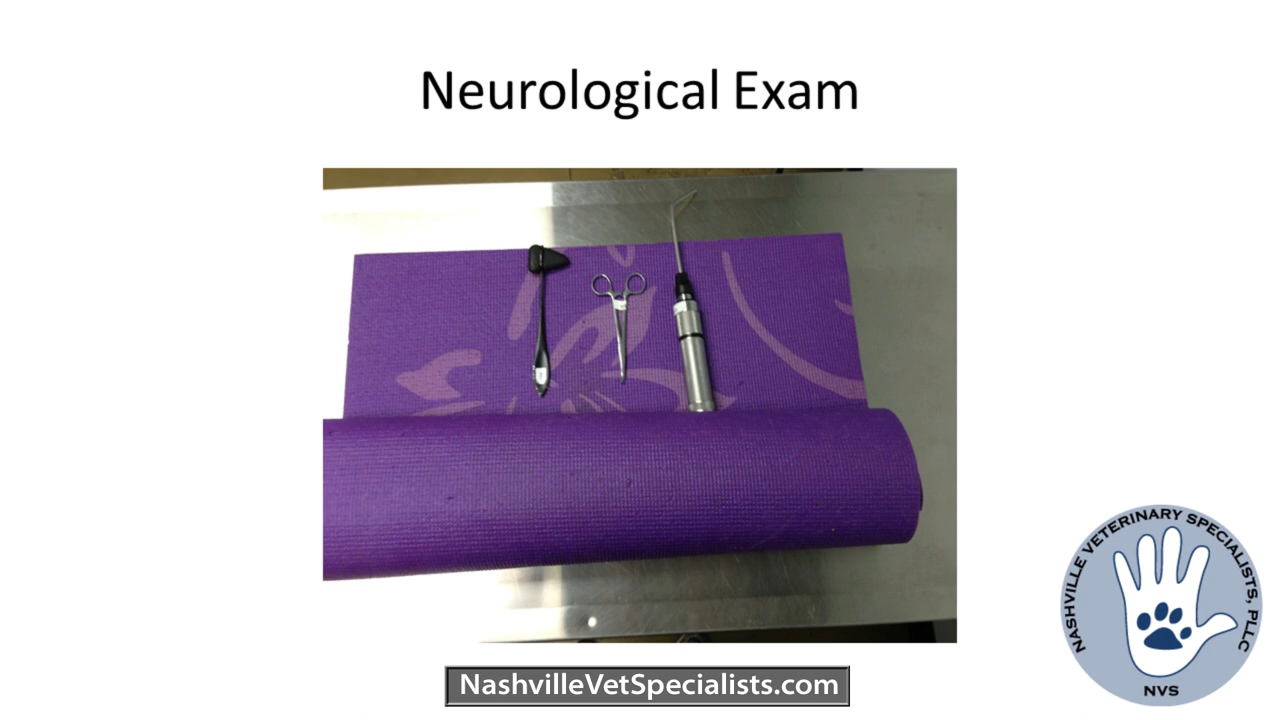 Neurological Exam
NASHVILLE VETERINARY SPECIALISTS, PLLC
NVS
NashvilleVetSpecialists.com